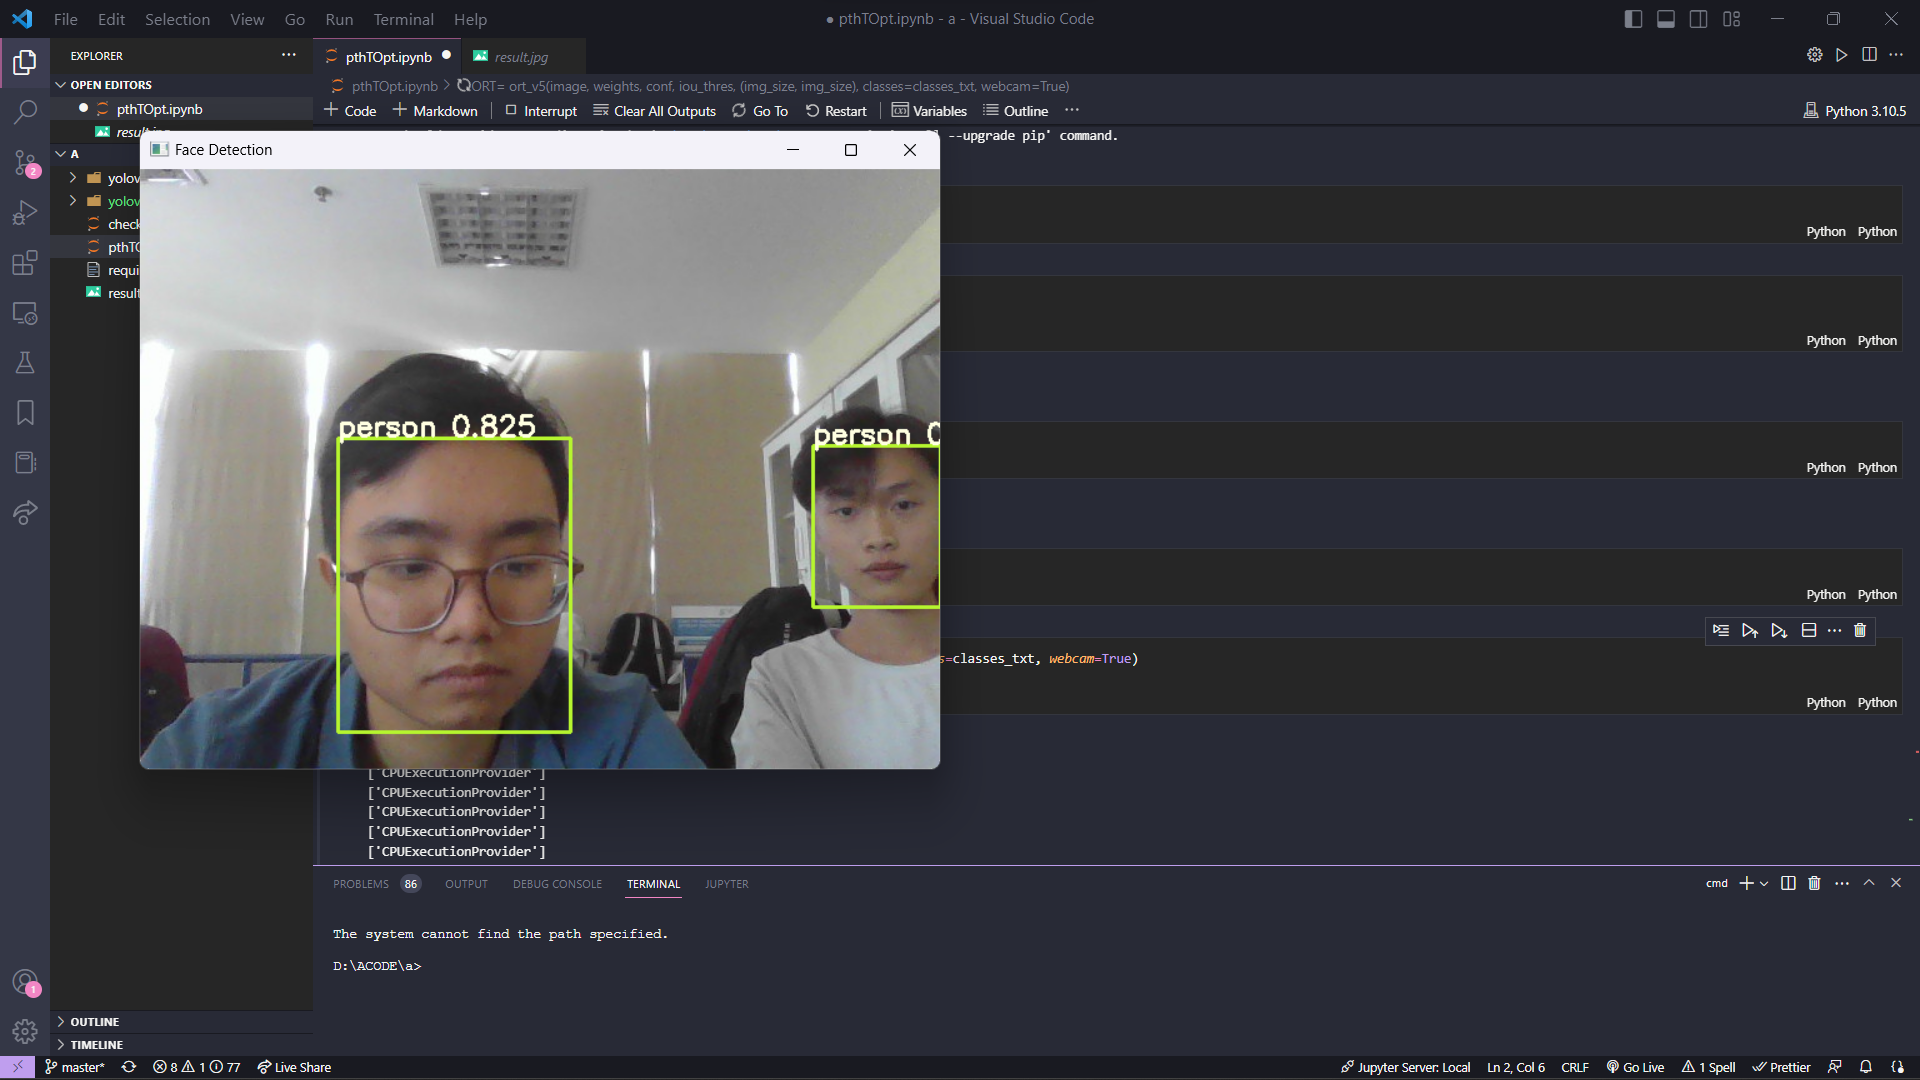 File Edit Selection View Go Run Terminal Help
● pthTOpt.ipynb - a - Visual Studio Code
EXPLORER
pthTOpt.ipynb
result.jpg
OPEN EDITORS
pthTOpt.ipynb > ORT= ort_v5(image, weights, conf, iou_thres, (img_size, img_size), classes=classes_txt, webcam=True)
pthTOpt.ipynb
Code Markdown Interrupt Clear All Outputs Go To Restart Variables Outline
Python 3.10.5
result.jpg
--upgrade pip' command.
A
Face Detection
yolov
yolov
check
pthTO
requi
result
Python Python
Python Python
person 0.825
person 0
Python Python
Python Python
s=classes_txt, webcam=True)
Python Python
['CPUExecutionProvider']
['CPUExecutionProvider']
['CPUExecutionProvider']
['CPUExecutionProvider']
['CPUExecutionProvider']
PROBLEMS 86 OUTPUT DEBUG CONSOLE TERMINAL JUPYTER
cmd
The system cannot find the path specified.
D:\ACODE\a>
2
1
OUTLINE
TIMELINE
master* 8 1 77 Live Share
Jupyter Server: Local Ln 2, Col 6 CRLF Go Live 1 Spell Prettier